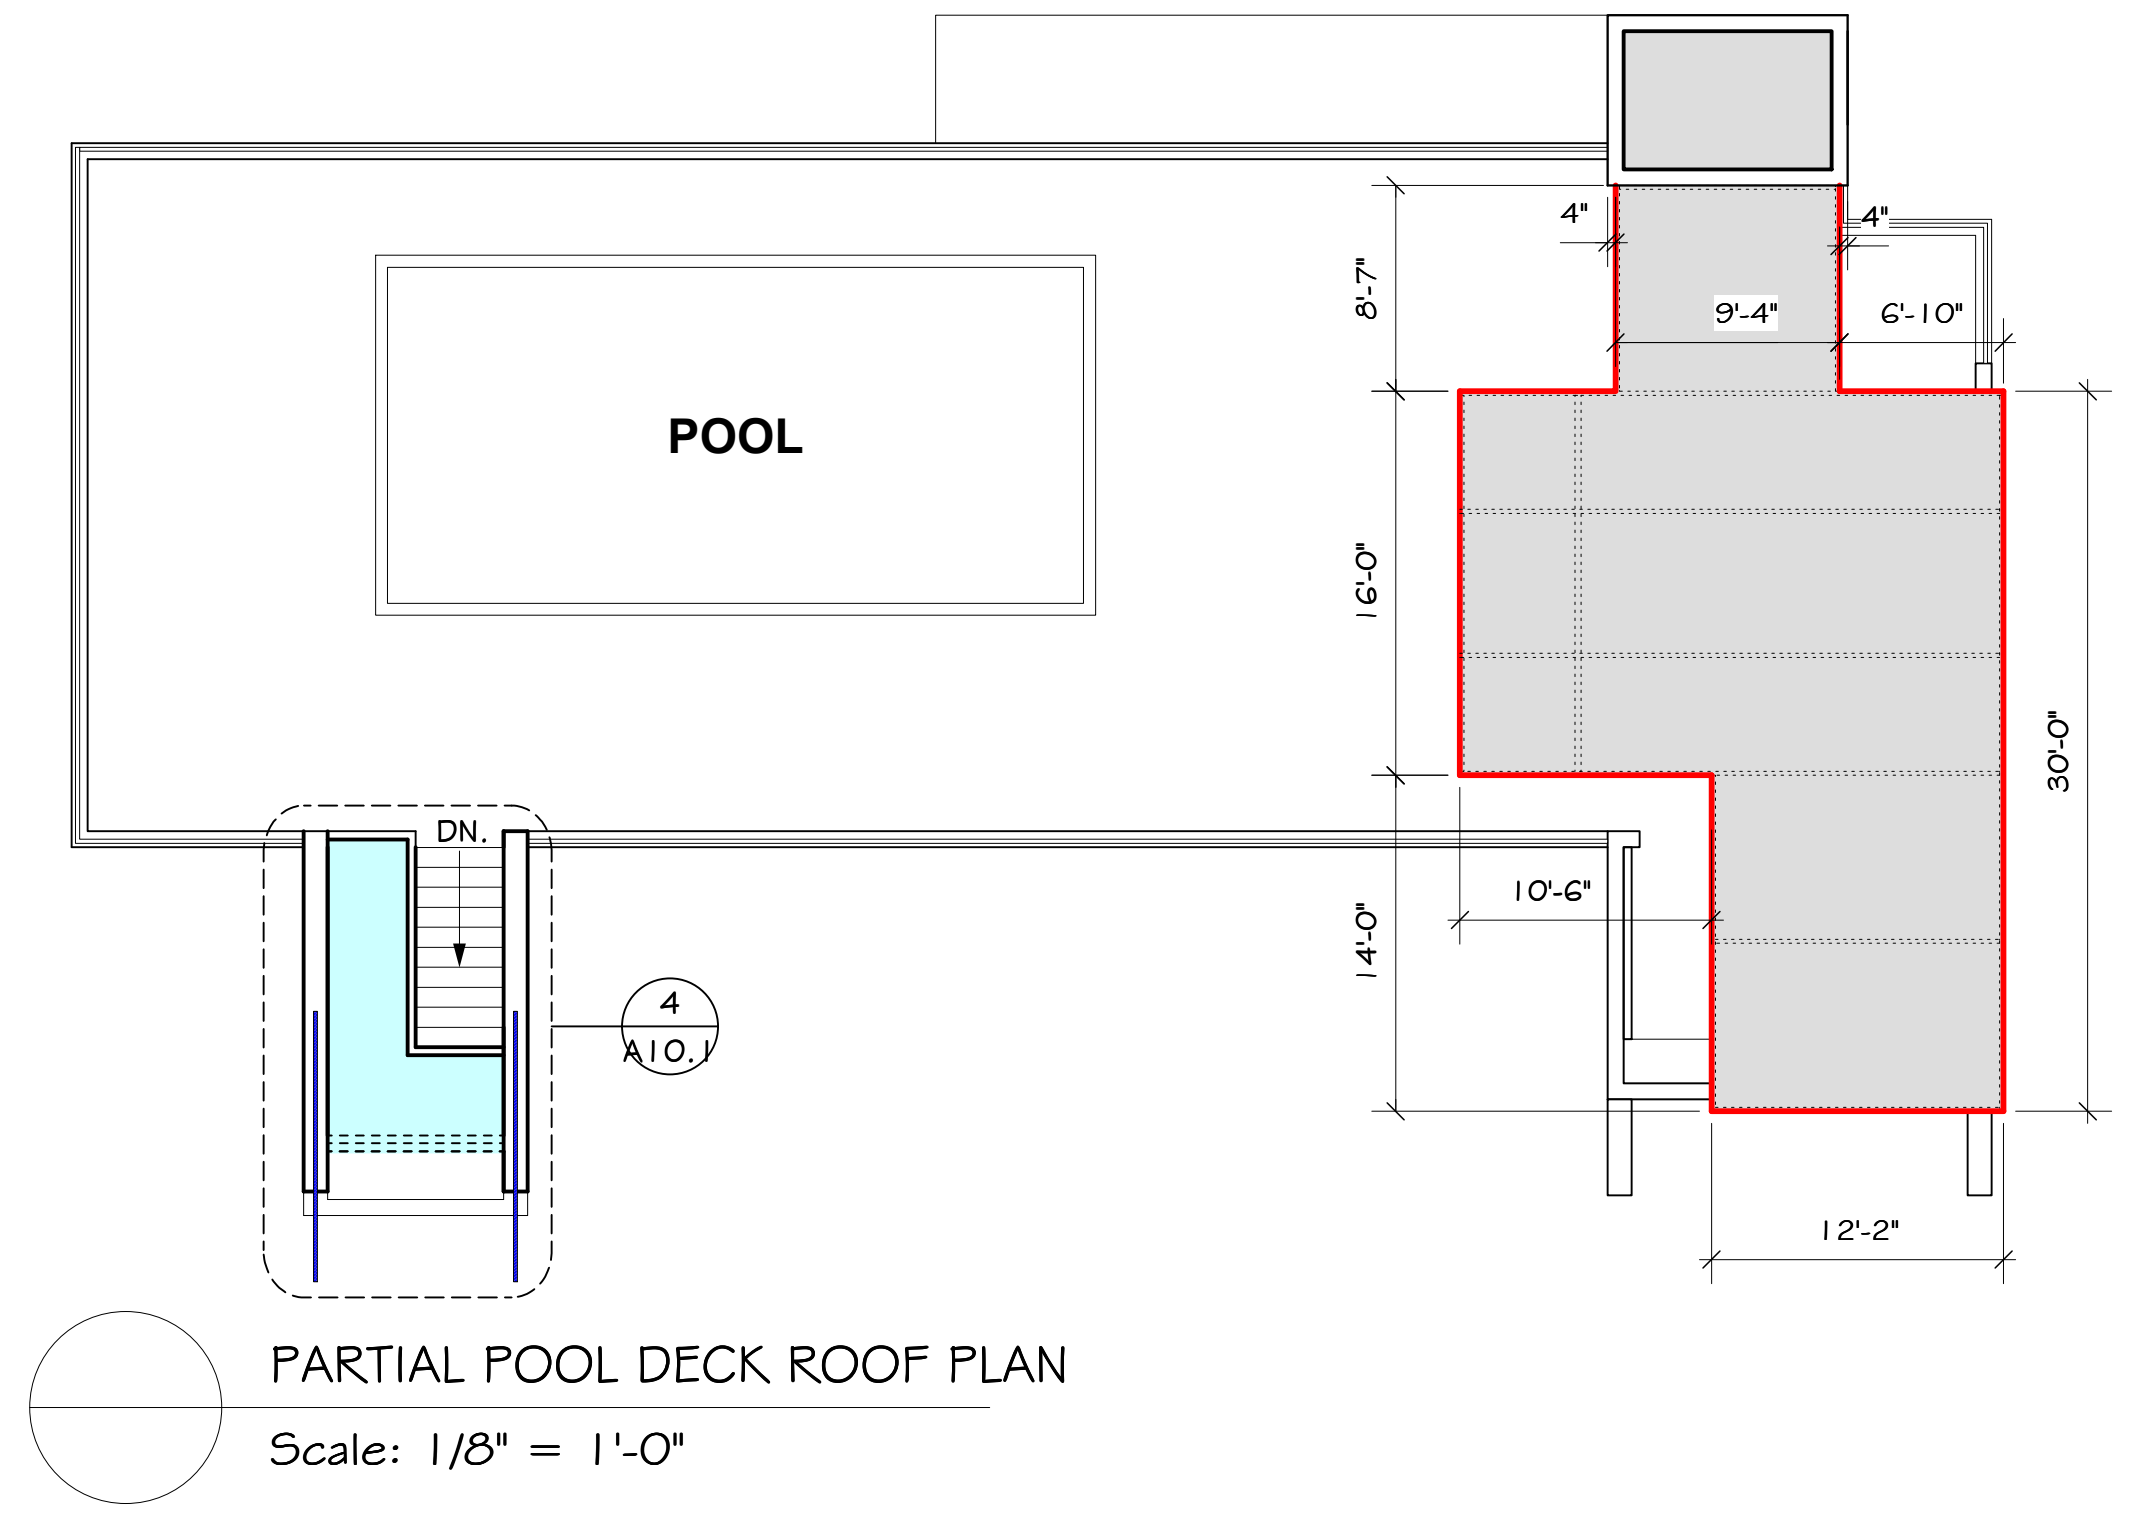 4"
4"
8'-7"
9'-4"
6'-10"
POOL
16'-0"
30'-0"
DN.
10'-6"
14'-0"
4
A10.1
12'-2"
PARTIAL POOL DECK ROOF PLAN
Scale: 1/8" = 1'-0"